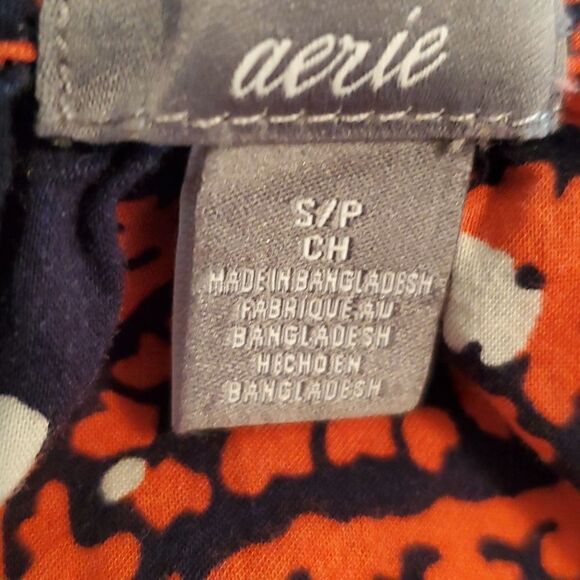 aerie
S/P
CH
MADE IN BANGLADESH
FABRIQUE AU
BANGLADESH
HECHO EN
BANGLADESH